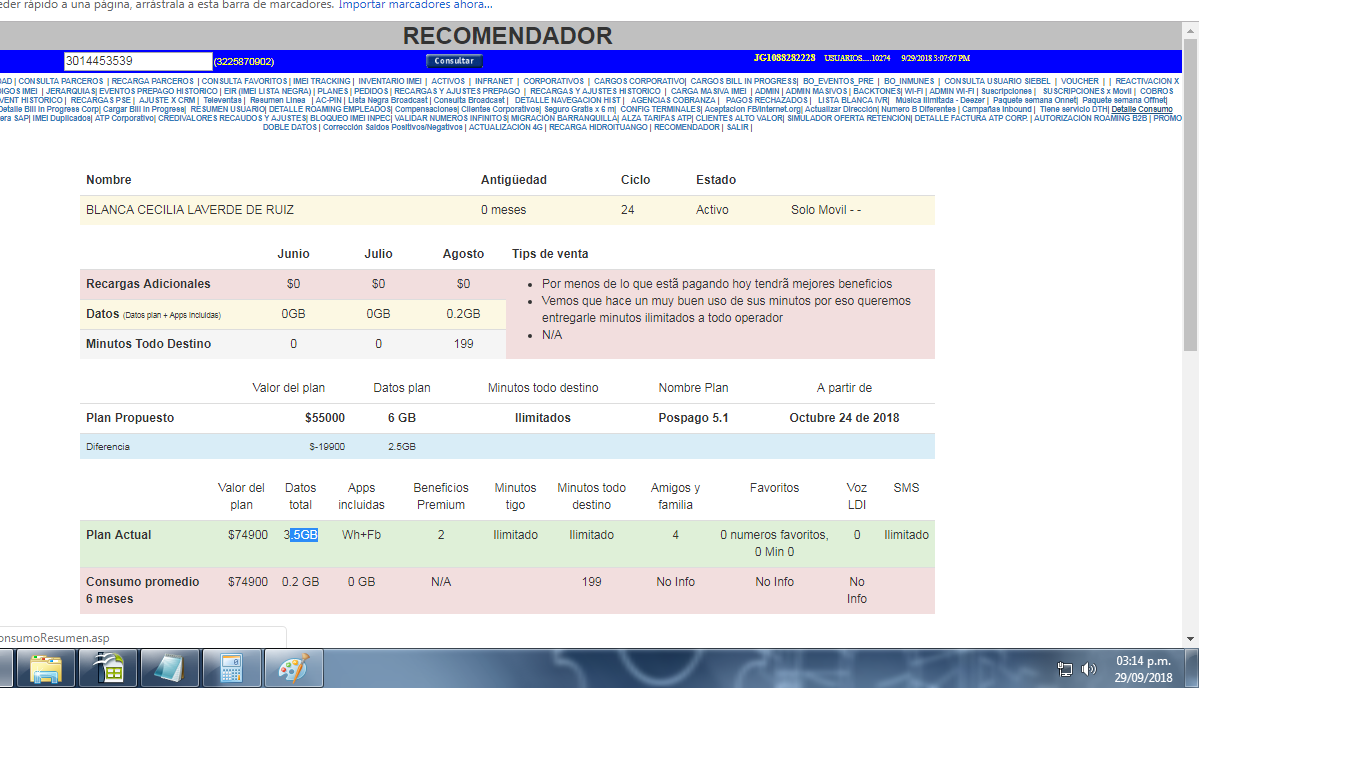 eder rápido a una página, arrástrala a esta barra de marcadores. Importar marcadores ahora...
RECOMENDADOR
3014453539 (3225870902) Consultar JG1088282228 USUARIOS.....10274 9/29/2018 3:07:07 PM
DAD | CONSULTA PARCEROS | RECARGA PARCEROS | CONSULTA FAVORITOS | IMEI TRACKING | INVENTARIO IMEI | ACTIVOS | INFRANET | CORPORATIVOS | CARGOS CORPORATIVO| CARGOS BILL IN PROGRESS| BO_EVENTOS_PRE | BO_INMUNES | CONSULTA USUARIO SIEBEL | VOUCHER | | REACTIVACION X
DIGOS IMEI | JERARQUIAS| EVENTOS PREPAGO HISTORICO | EIR (IMEI LISTA NEGRA) | PLANES | PEDIDOS | RECARGAS Y AJUSTES PREPAGO | RECARGAS Y AJUSTES HISTORICO | CARGA MASIVA IMEI | ADMIN | ADMIN MASIVOS | BACKTONES| Wi-Fi | ADMIN WI-FI | Suscripciones | SUSCRIPCIONES x Movil | COBROS
VENT HISTORICO | RECARGAS PSE | AJUSTE X CRM | Televentas | Resumen Linea | AC-PIN | Lista Negra Broadcast | Consulta Broadcast | DETALLE NAVEGACION HIST | AGENCIAS COBRANZA | PAGOS RECHAZADOS | LISTA BLANCA IVR| Música Ilimitada - Deezer | Paquete semana Onnet| Paquete semana Offnet|
Detalle Bill In Progress Corp| Cargar Bill In Progress| RESUMEN USUARIO| DETALLE ROAMING EMPLEADOS| Compensaciones| Clientes Corporativos| Seguro Gratis x 6 m| CONFIG TERMINALES| Aceptacion FB/Internet.org| Actualizar Dirección| Numero B Diferentes | Campañas Inbound | Tiene servicio DTH| Detalle Consumo
era SAP| IMEI Duplicados| ATP Corporativo| CREDIVALORES RECAUDOS Y AJUSTES| BLOQUEO IMEI INPEC| VALIDAR NUMEROS INFINITOS| MIGRACIÓN BARRANQUILLA| ALZA TARIFAS ATP| CLIENTES ALTO VALOR| SIMULADOR OFERTA RETENCIÓN| DETALLE FACTURA ATP CORP. | AUTORIZACIÓN ROAMING B2B | PROMO
DOBLE DATOS | Corrección Saldos Positivos/Negativos | ACTUALIZACIÓN 4G | RECARGA HIDROITUANGO | RECOMENDADOR | SALIR |
Nombre Antigüedad Ciclo Estado
BLANCA CECILIA LAVERDE DE RUIZ 0 meses 24 Activo Solo Movil - -
Junio Julio Agosto Tips de venta
Recargas Adicionales $0 $0 $0
Datos (Datos plan + Apps incluidas) 0GB 0GB 0.2GB
Minutos Todo Destino 0 0 199
• Por menos de lo que estã pagando hoy tendrã mejores beneficios
• Vemos que hace un muy buen uso de sus minutos por eso queremos
entregarle minutos ilimitados a todo operador
• N/A
Valor del plan Datos plan Minutos todo destino Nombre Plan A partir de
Plan Propuesto $55000 6 GB Ilimitados Pospago 5.1 Octubre 24 de 2018
Diferencia $-19900 2.5GB
Valor del Datos Apps Beneficios Minutos Minutos todo Amigos y Favoritos Voz SMS
plan total incluidas Premium tigo destino familia LDI
Plan Actual $74900 3.5GB Wh+Fb 2 Ilimitado Ilimitado 4 0 numeros favoritos, 0 Ilimitado
0 Min 0
Consumo promedio $74900 0.2 GB 0 GB N/A 199 No Info No Info No
6 meses Info
onsumoResumen.asp
03:14 p.m.
29/09/2018